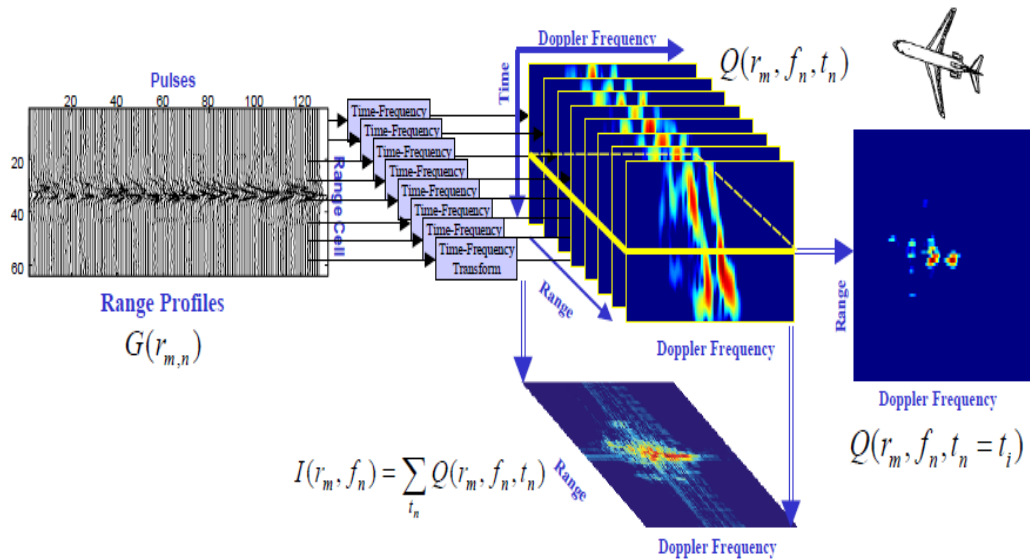 Doppler Frequency
Q(r_m, f_n, t_n)
Time
Pulses
20 40 60 80 100 120
20
40
60
Range Cell
Time-Frequency
Time-Frequency
Time-Frequency
Time-Frequency
Time-Frequency
Time-Frequency
Time-Frequency
Time-Frequency
Transform
Range Profiles
G(r_{m,n})
Range
Doppler Frequency
Range
Doppler Frequency
Q(r_m, f_n, t_n = t_i)
I(r_m, f_n) = \sum_{t_n} Q(r_m, f_n, t_n)
Range
Doppler Frequency